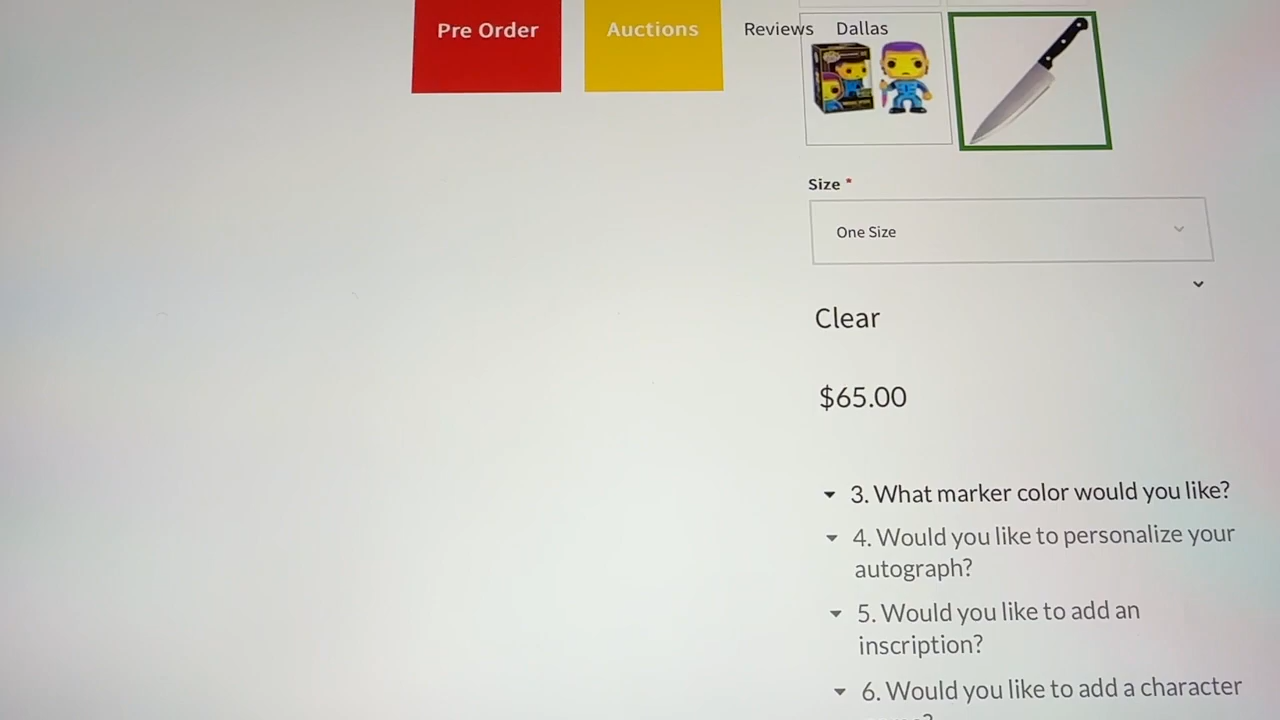 Pre Order
Auctions
Reviews
Dallas
Size *
One Size
Clear
$65.00
3. What marker color would you like?
4. Would you like to personalize your
autograph?
5. Would you like to add an
inscription?
6. Would you like to add a character